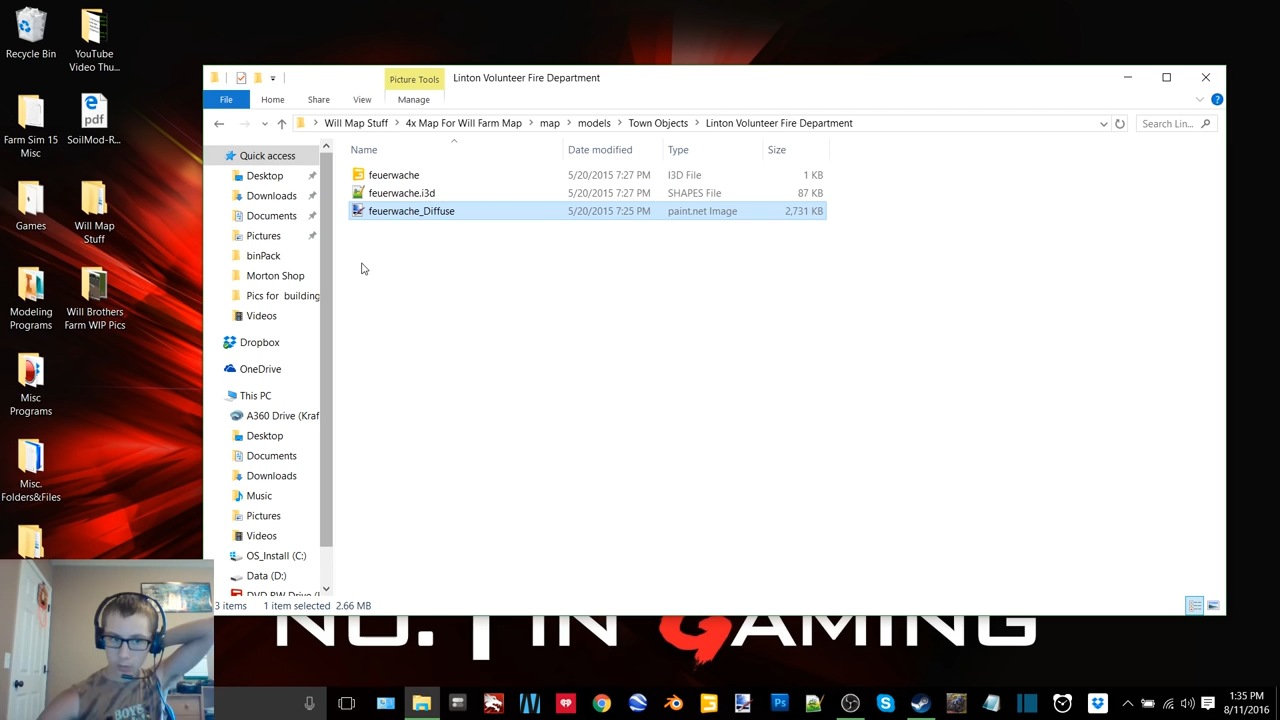 Recycle Bin
YouTube
Video Thu...
Farm Sim 15
Misc
SoilMod-R...
Games
Will Map
Stuff
Modeling
Programs
Will Brothers
Farm WIP Pics
Misc
Programs
Misc.
Folders&Files
Picture Tools
Linton Volunteer Fire Department
File
Home
Share
View
Manage
Will Map Stuff
4x Map For Will Farm Map
map
models
Town Objects
Linton Volunteer Fire Department
Search Lin...
Name
Date modified
Type
Size
feuerwache
5/20/2015 7:27 PM
I3D File
1 KB
feuerwache.i3d
5/20/2015 7:27 PM
SHAPES File
87 KB
feuerwache_Diffuse
5/20/2015 7:25 PM
paint.net Image
2,731 KB
Quick access
Desktop
Downloads
Documents
Pictures
binPack
Morton Shop
Pics for building
Videos
Dropbox
OneDrive
This PC
A360 Drive (Kraf
Desktop
Documents
Downloads
Music
Pictures
Videos
OS_Install (C:)
Data (D:)
3 items
1 item selected 2.66 MB
NO.1 IN GAMING
1:35 PM
8/11/2016